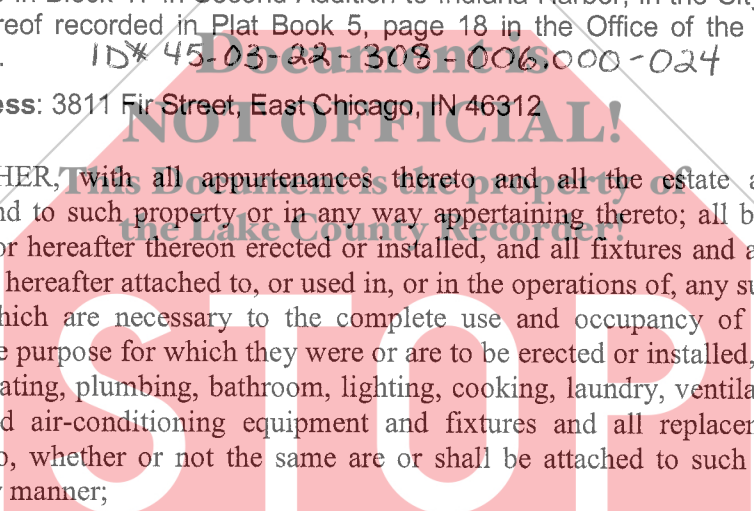 in Block 17 in Second Addition to Indiana Harbor, in the City
reof recorded in Plat Book 5, page 18 in the Office of the
ID# 45-03-22-308-006.000-024
ess: 3811 Fir Street, East Chicago, IN 46312
Document is
NOT OFFICIAL!
This Document is the property of
the Lake County Recorder!
HER, with all appurtenances thereto and all the estate a
nd to such property or in any way appertaining thereto; all b
or hereafter thereon erected or installed, and all fixtures and a
hereafter attached to, or used in, or in the operations of, any su
hich are necessary to the complete use and occupancy of
e purpose for which they were or are to be erected or installed,
ating, plumbing, bathroom, lighting, cooking, laundry, ventila
d air-conditioning equipment and fixtures and all replacen
o, whether or not the same are or shall be attached to such
y manner;
STOP